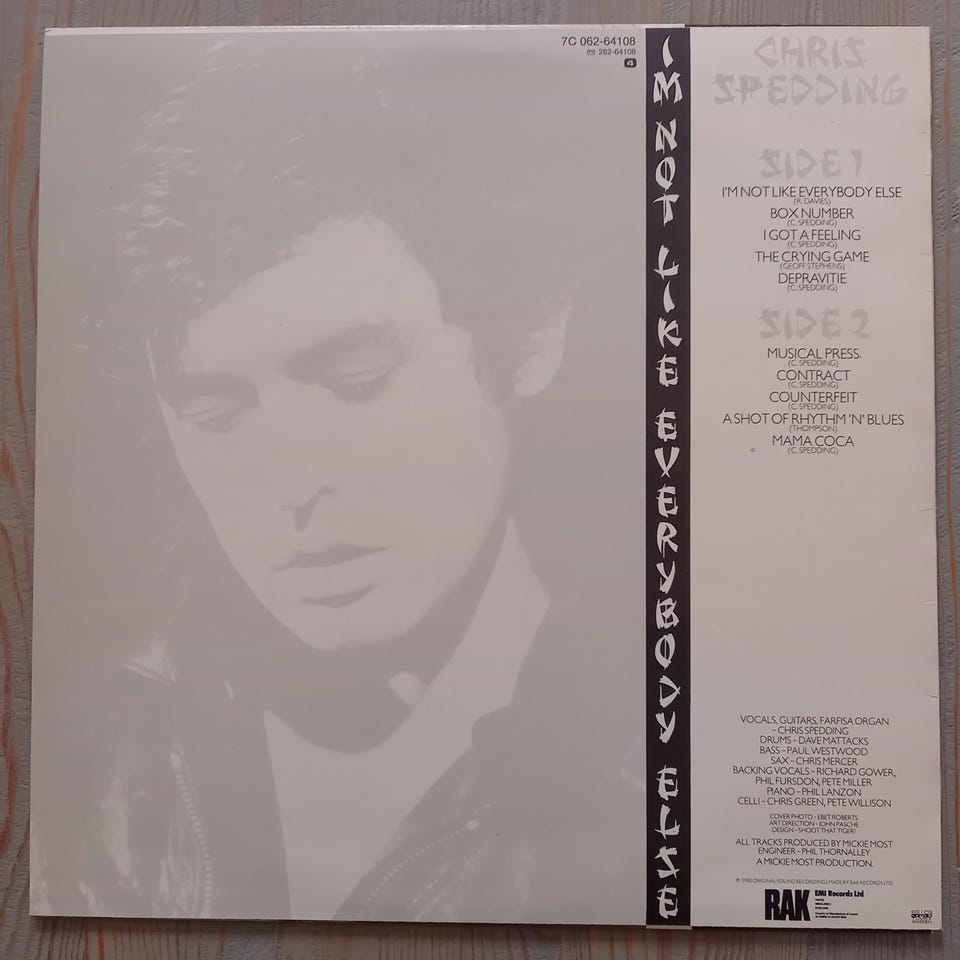 7C 062-64108
262-64108
4
IM NOT LIKE EVERYBODY ELSE
CHRIS
SPEDDING
SIDE 1
I'M NOT LIKE EVERYBODY ELSE
(R. DAVIES)
BOX NUMBER
(C. SPEDDING)
I GOT A FEELING
(C. SPEDDING)
THE CRYING GAME
(GEOFF STEPHENS)
DEPRAVITIE
(C. SPEDDING)
SIDE 2
MUSICAL PRESS.
(C. SPEDDING)
CONTRACT
(C. SPEDDING)
COUNTERFEIT
(C. SPEDDING)
A SHOT OF RHYTHM 'N' BLUES
(THOMPSON)
MAMA COCA
(C. SPEDDING)
VOCALS, GUITARS, FARFISA ORGAN
– CHRIS SPEDDING
DRUMS – DAVE MATTACKS
BASS – PAUL WESTWOOD
SAX – CHRIS MERCER
BACKING VOCALS – RICHARD GOWER,
PHIL FURSDON, PETE MILLER
PIANO – PHIL LANZON
CELLI – CHRIS GREEN, PETE WILLISON
COVER PHOTO – EBET ROBERTS
ART DIRECTION – JOHN PASCHE
DESIGN – SHOOT THAT TIGER!
ALL TRACKS PRODUCED BY MICKIE MOST
ENGINEER – PHIL THORNALLEY
A MICKIE MOST PRODUCTION.
℗ 1980 ORIGINAL SOUND RECORDINGS MADE BY RAK RECORDS LTD.
RAK
EMI Records Ltd